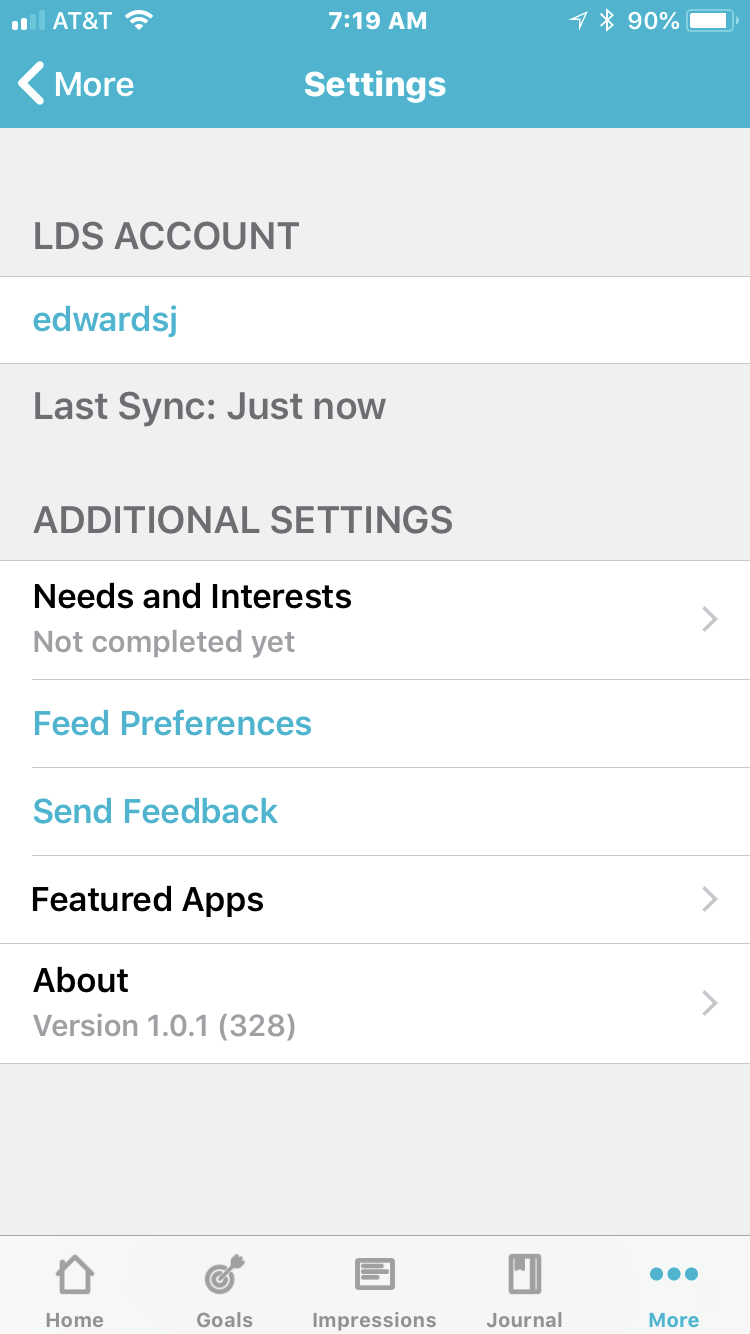 AT&T 7:19 AM 90%
More Settings
LDS ACCOUNT
edwardsj
Last Sync: Just now
ADDITIONAL SETTINGS
Needs and Interests
Not completed yet
Feed Preferences
Send Feedback
Featured Apps
About
Version 1.0.1 (328)
Home Goals Impressions Journal More